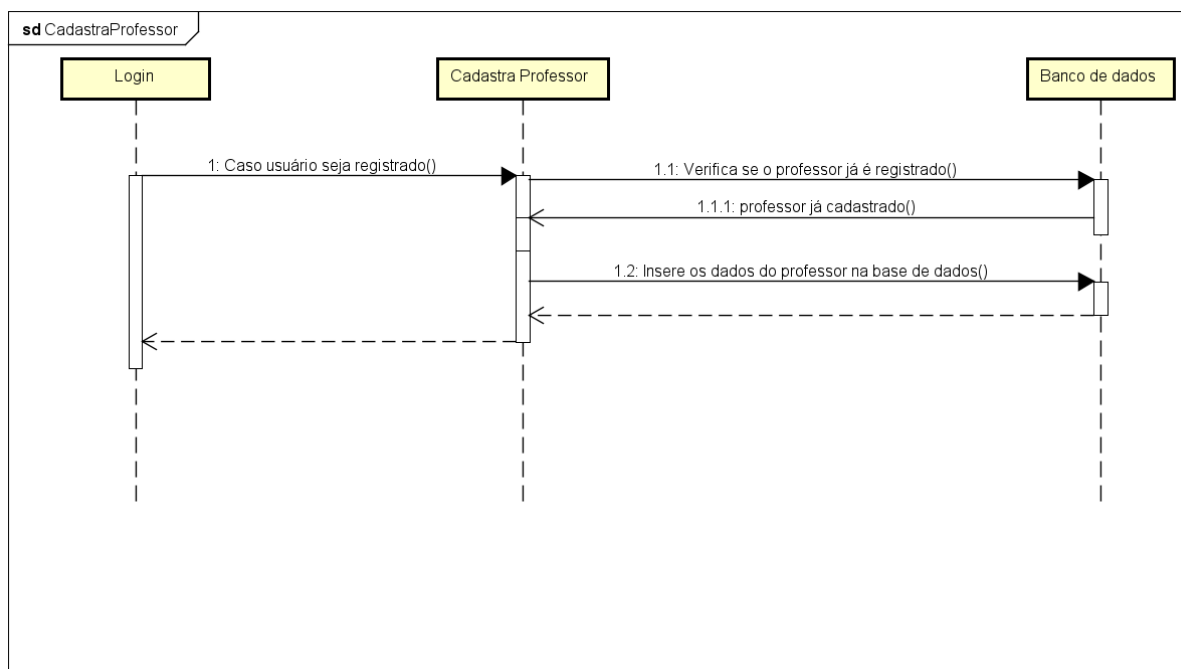 sd CadastraProfessor
Login
Cadastra Professor
Banco de dados
1: Caso usuário seja registrado()
1.1: Verifica se o professor já é registrado()
1.1.1: professor já cadastrado()
1.2: Insere os dados do professor na base de dados()